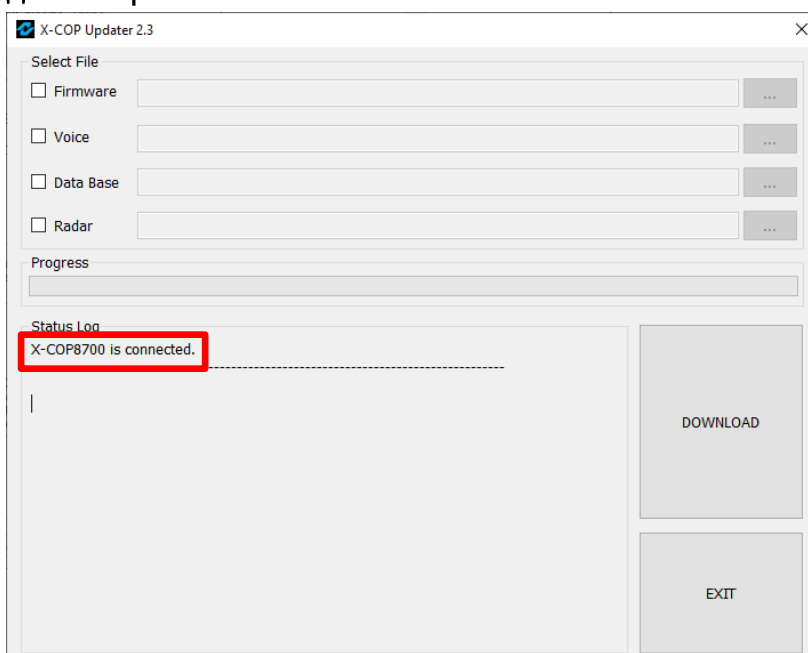 X-COP Updater 2.3
Select File
Firmware
...
Voice
...
Data Base
...
Radar
...
Progress
Status Log
X-COP8700 is connected.
DOWNLOAD
EXIT